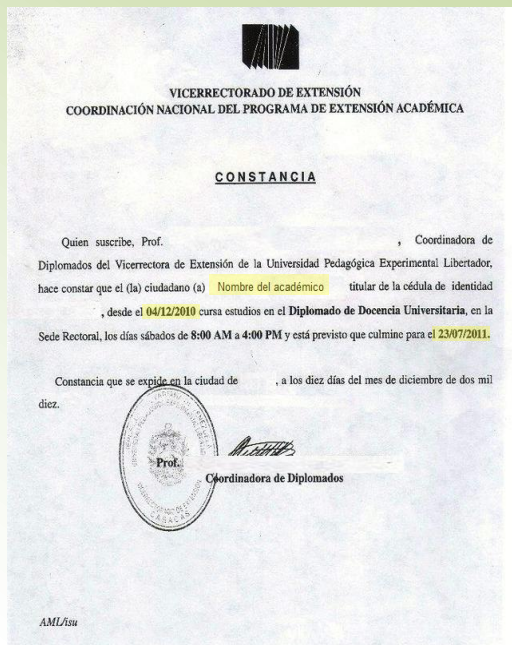 VICERRECTORADO DE EXTENSIÓN
COORDINACIÓN NACIONAL DEL PROGRAMA DE EXTENSIÓN ACADÉMICA
CONSTANCIA
Quien suscribe, Prof. , Coordinadora de
Diplomados del Vicerrectora de Extensión de la Universidad Pedagógica Experimental Libertador,
hace constar que el (la) ciudadano (a) Nombre del académico titular de la cédula de identidad
, desde el 04/12/2010 cursa estudios en el Diplomado de Docencia Universitaria, en la
Sede Rectoral, los días sábados de 8:00 AM a 4:00 PM y está previsto que culmine para el 23/07/2011.
Constancia que se expide en la ciudad de , a los diez días del mes de diciembre de dos mil
diez.
Prof.
Coordinadora de Diplomados
CARACAS
AML/isu